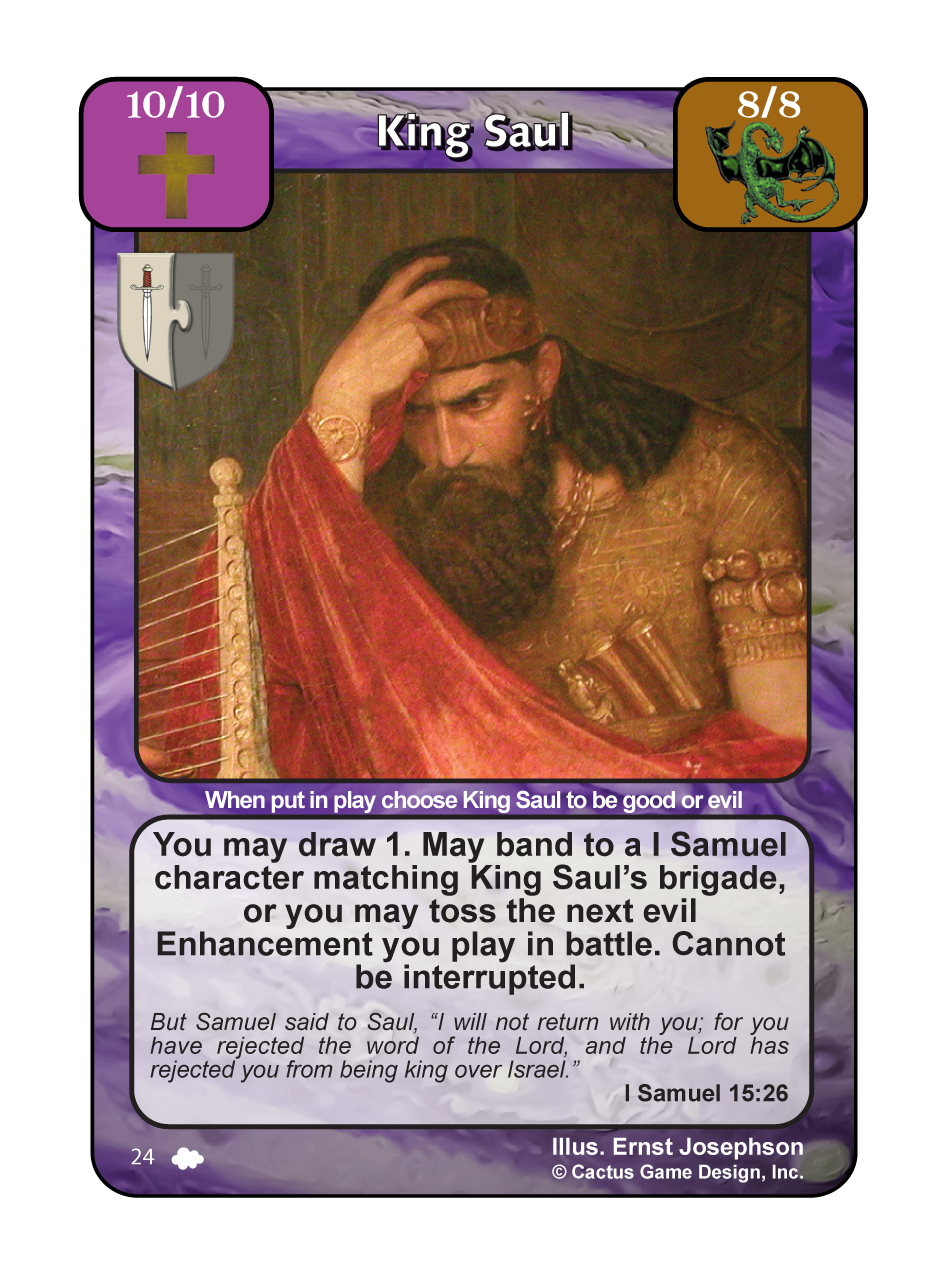 10/10
King Saul
8/8
When put in play choose King Saul to be good or evil
You may draw 1. May band to a I Samuel
character matching King Saul’s brigade,
or you may toss the next evil
Enhancement you play in battle. Cannot
be interrupted.
But Samuel said to Saul, “I will not return with you; for you
have rejected the word of the Lord, and the Lord has
rejected you from being king over Israel.”
I Samuel 15:26
24
Illus. Ernst Josephson
© Cactus Game Design, Inc.